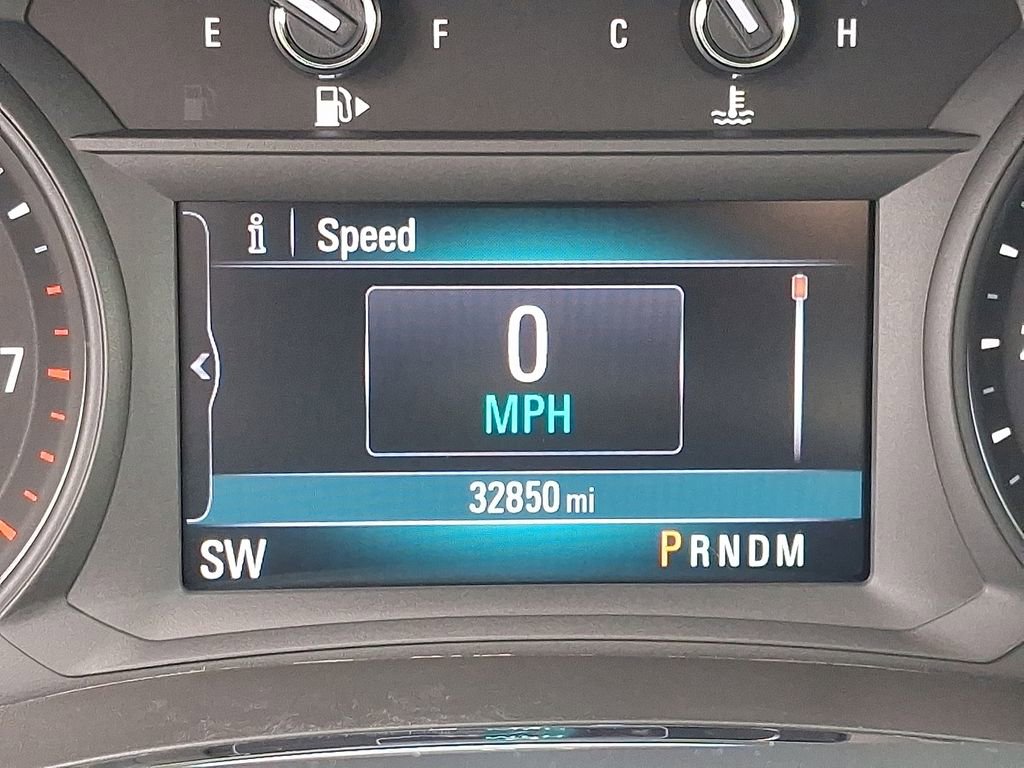 E F C H
i Speed
7
0
MPH
32850 mi
SW PRNDM